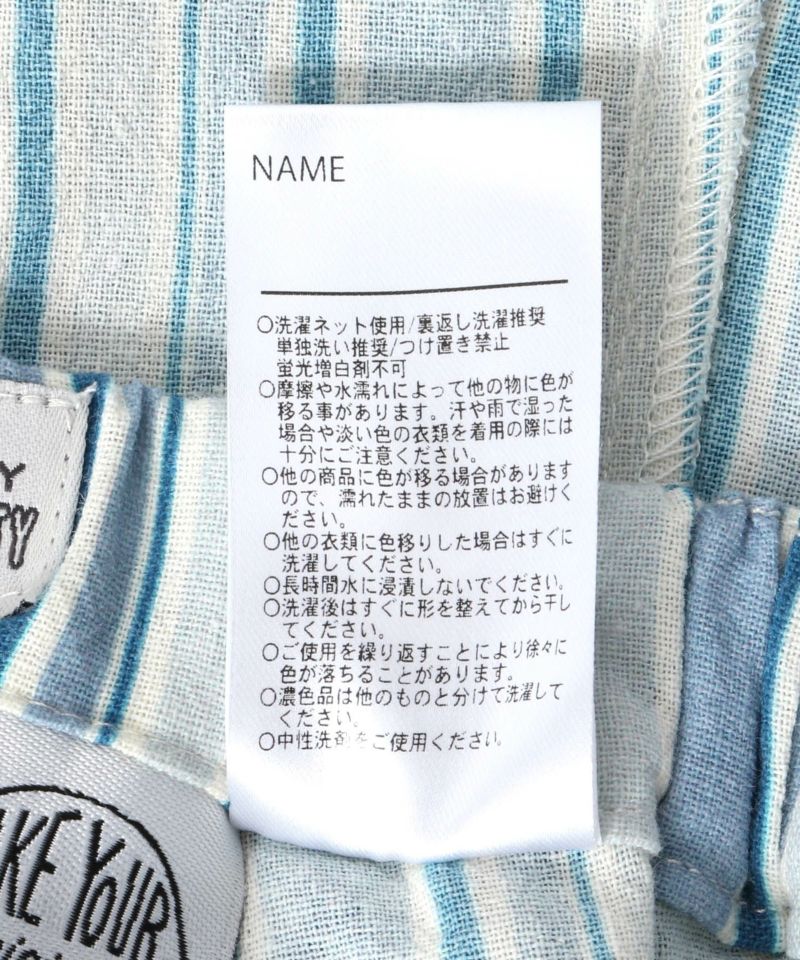 NAME
○洗濯ネット使用/裏返し洗濯推奨
単独洗い推奨/つけ置き禁止
蛍光増白剤不可
○摩擦や水濡れによって他の物に色が
移る事があります。汗や雨で湿った
場合や淡い色の衣類を着用の際には
十分にご注意ください。
○他の商品に色が移る場合があります
ので、濡れたままの放置はお避けく
ださい。
○他の衣類に色移りした場合はすぐに
洗濯してください。
○長時間水に浸漬しないでください。
○洗濯後はすぐに形を整えてから干し
てください。
○ご使用を繰り返すことにより徐々に
色が落ちることがあります。
○濃色品は他のものと分けて洗濯して
ください。
○中性洗剤をご使用ください。
Y
TY
KE YOUR